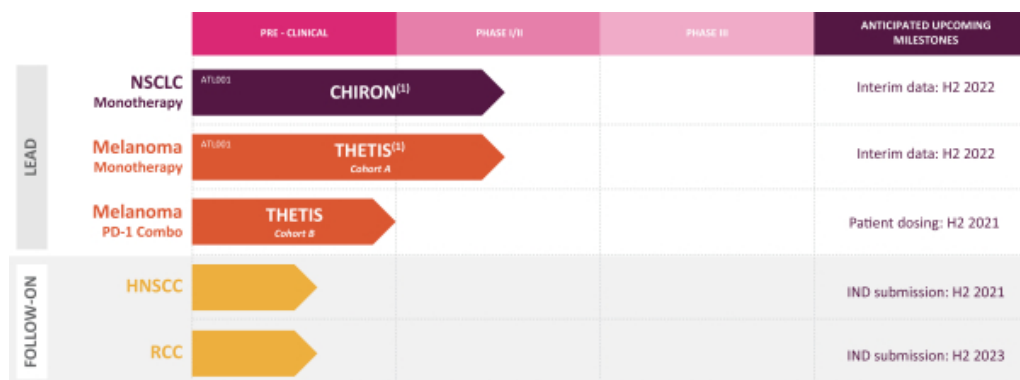 PRE - CLINICAL
PHASE I/II
PHASE III
ANTICIPATED UPCOMING
MILESTONES
LEAD
NSCLC
Monotherapy
ATL001
CHIRON(1)
Interim data: H2 2022
Melanoma
Monotherapy
ATL001
THETIS(1)
Cohort A
Interim data: H2 2022
Melanoma
PD-1 Combo
THETIS
Cohort B
Patient dosing: H2 2021
FOLLOW-ON
HNSCC
IND submission: H2 2021
RCC
IND submission: H2 2023